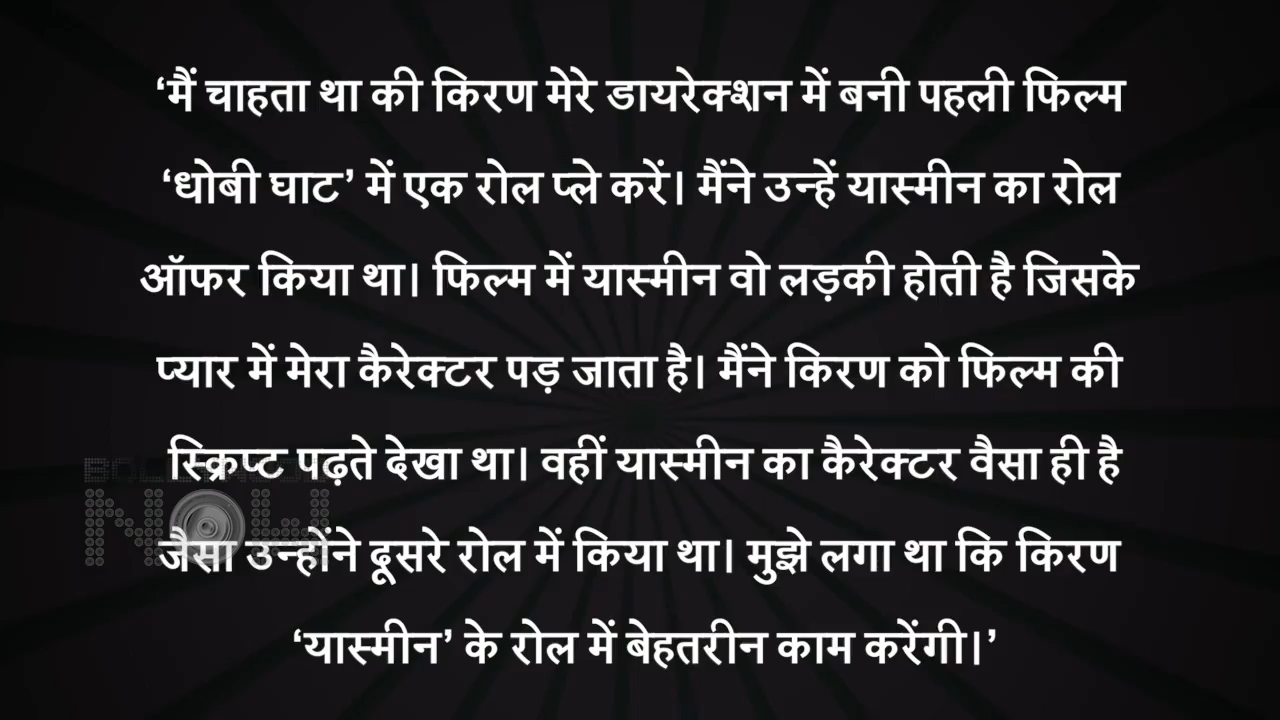 ‘मैं चाहता था की किरण मेरे डायरेक्शन में बनी पहली फिल्म
‘धोबी घाट’ में एक रोल प्ले करें। मैंने उन्हें यास्मीन का रोल
ऑफर किया था। फिल्म में यास्मीन वो लड़की होती है जिसके
प्यार में मेरा कैरेक्टर पड़ जाता है। मैंने किरण को फिल्म की
स्क्रिप्ट पढ़ते देखा था। वहीं यास्मीन का कैरेक्टर वैसा ही है
जैसा उन्होंने दूसरे रोल में किया था। मुझे लगा था कि किरण
‘यास्मीन’ के रोल में बेहतरीन काम करेंगी।’
NOW